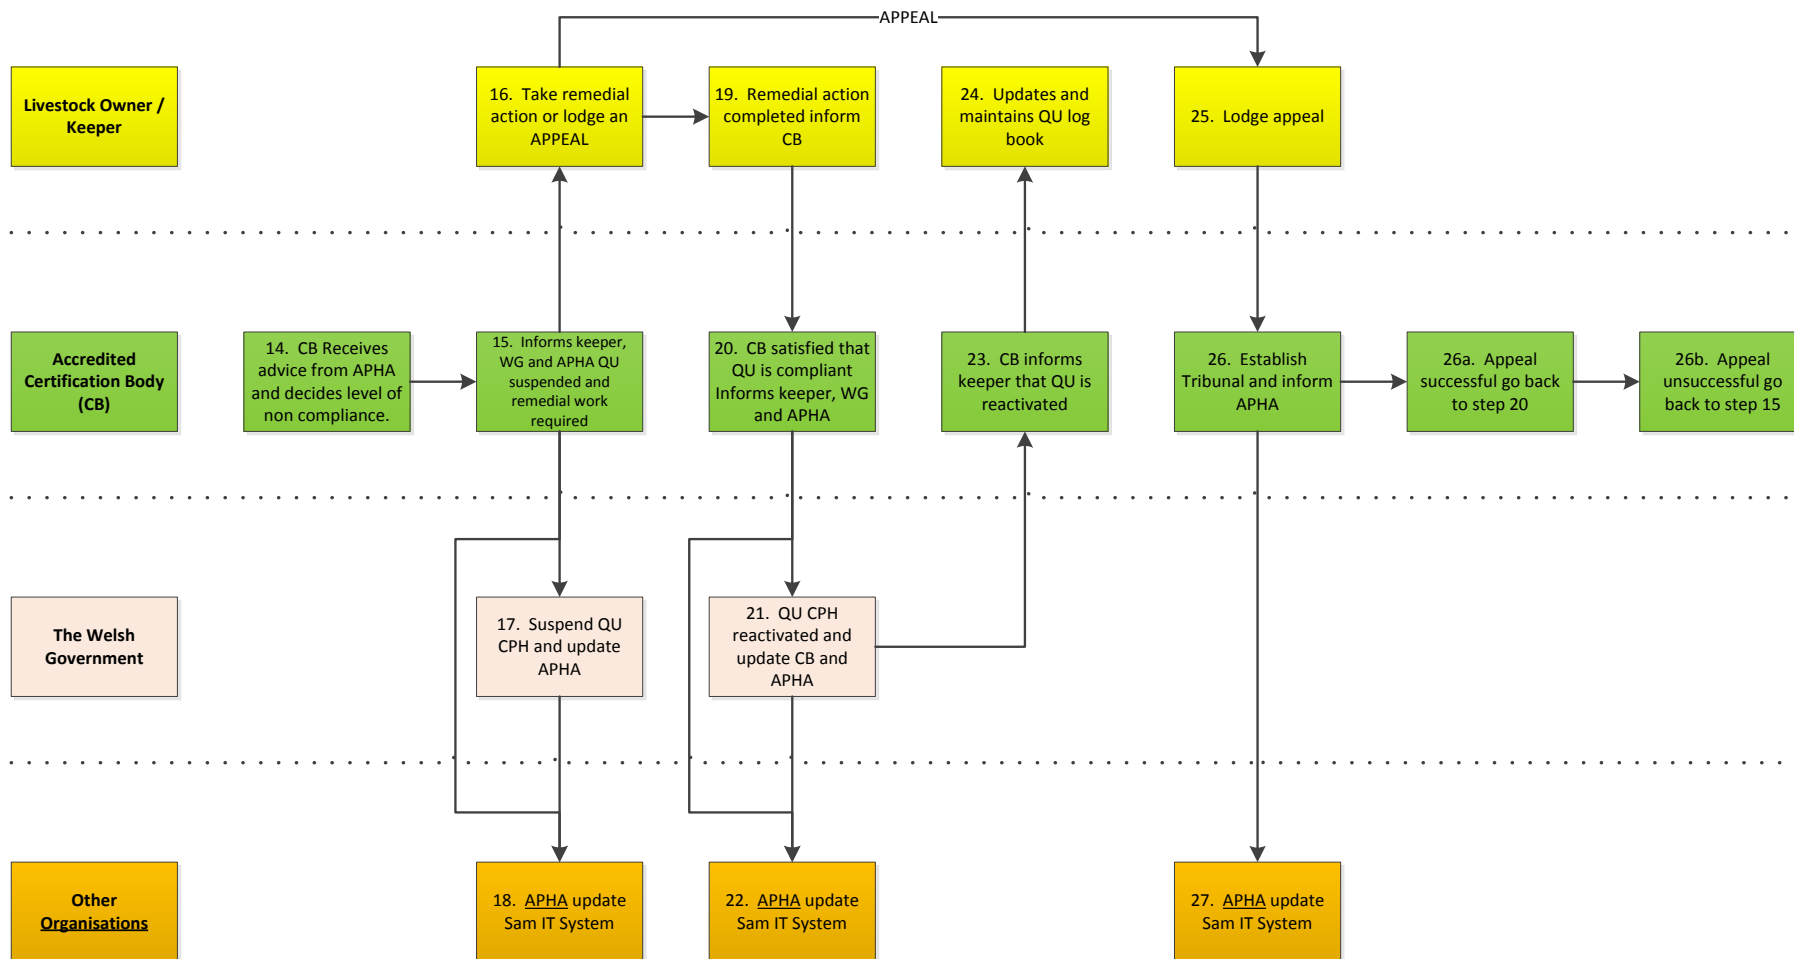 APPEAL
Livestock Owner /
Keeper
16. Take remedial
action or lodge an
APPEAL
19. Remedial action
completed inform
CB
24. Updates and
maintains QU log
book
25. Lodge appeal
Accredited
Certification Body
(CB)
14. CB Receives
advice from APHA
and decides level of
non compliance.
15. Informs keeper,
WG and APHA QU
suspended and
remedial work
required
20. CB satisfied that
QU is compliant
Informs keeper, WG
and APHA
23. CB informs
keeper that QU is
reactivated
26. Establish
Tribunal and inform
APHA
26a. Appeal
successful go back
to step 20
26b. Appeal
unsuccessful go
back to step 15
The Welsh
Government
17. Suspend QU
CPH and update
APHA
21. QU CPH
reactivated and
update CB and
APHA
Other
Organisations
18. APHA update
Sam IT System
22. APHA update
Sam IT System
27. APHA update
Sam IT System